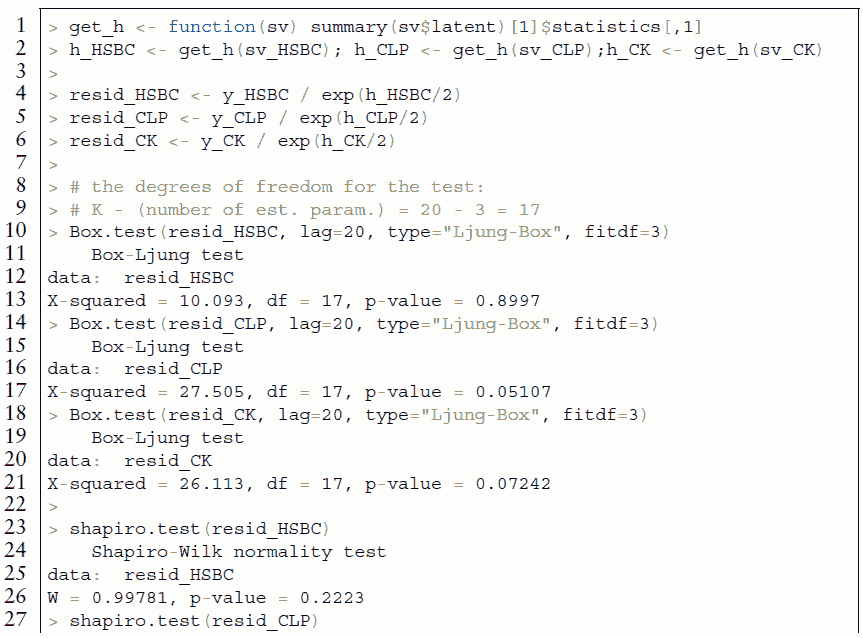 1 > get_h <- function(sv) summary(sv$latent)[1]$statistics[,1]
2 > h_HSBC <- get_h(sv_HSBC); h_CLP <- get_h(sv_CLP);h_CK <- get_h(sv_CK)
3 >
4 > resid_HSBC <- y_HSBC / exp(h_HSBC/2)
5 > resid_CLP <- y_CLP / exp(h_CLP/2)
6 > resid_CK <- y_CK / exp(h_CK/2)
7 >
8 > # the degrees of freedom for the test:
9 > # K - (number of est. param.) = 20 - 3 = 17
10 > Box.test(resid_HSBC, lag=20, type="Ljung-Box", fitdf=3)
11 Box-Ljung test
12 data: resid_HSBC
13 X-squared = 10.093, df = 17, p-value = 0.8997
14 > Box.test(resid_CLP, lag=20, type="Ljung-Box", fitdf=3)
15 Box-Ljung test
16 data: resid_CLP
17 X-squared = 27.505, df = 17, p-value = 0.05107
18 > Box.test(resid_CK, lag=20, type="Ljung-Box", fitdf=3)
19 Box-Ljung test
20 data: resid_CK
21 X-squared = 26.113, df = 17, p-value = 0.07242
22 >
23 > shapiro.test(resid_HSBC)
24 Shapiro-Wilk normality test
25 data: resid_HSBC
26 W = 0.99781, p-value = 0.2223
27 > shapiro.test(resid_CLP)